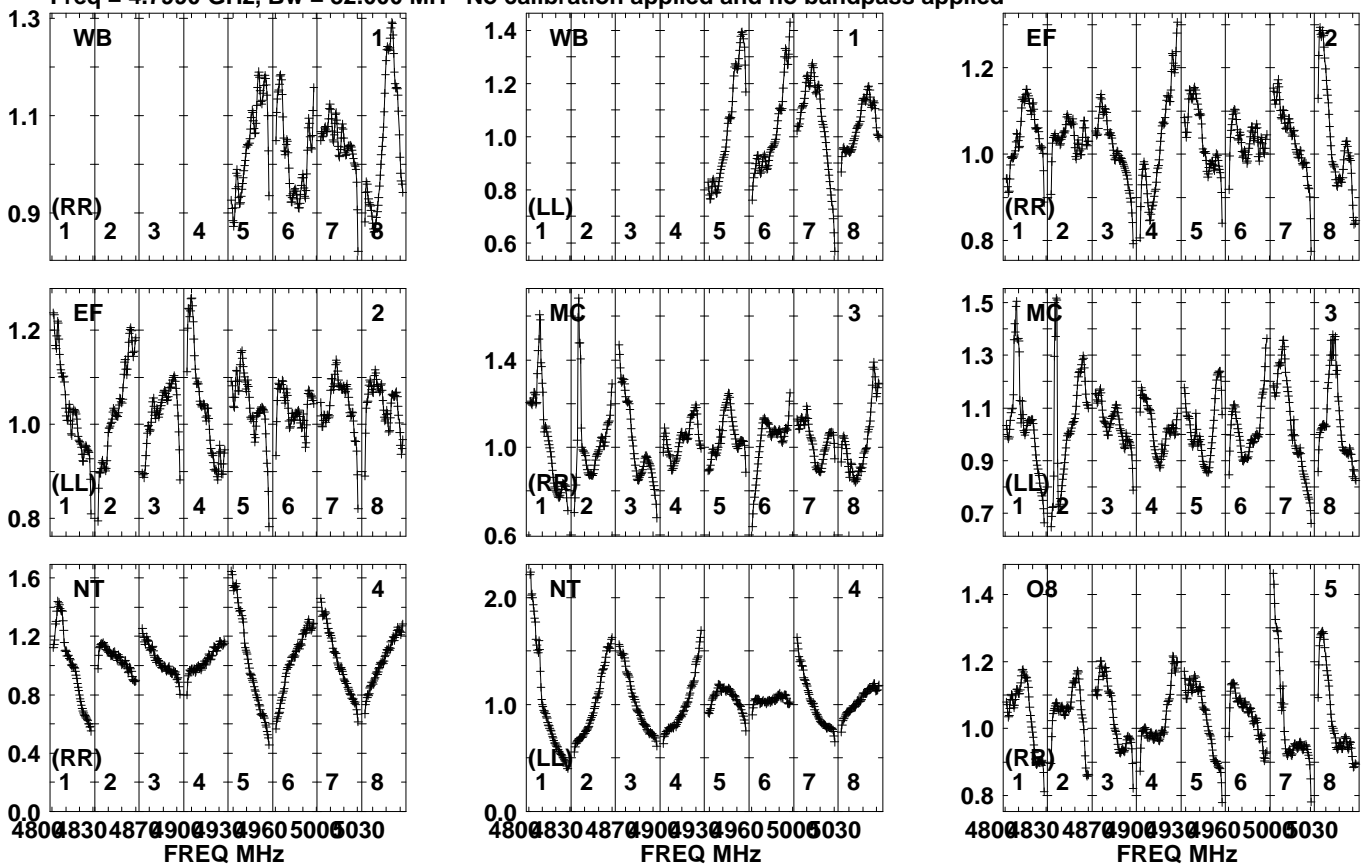 Freq = 4.7990 GHz, Bw = 32.000 MH No calibration applied and no bandpass applied
WB 1
1.3
1.1
0.9
(RR)
1 2 3 4 5 6 7 8
WB 1
1.4
1.2
1.0
0.8
0.6
(LL)
1 2 3 4 5 6 7 8
EF 2
1.2
1.0
0.8
(RR)
1 2 3 4 5 6 7 8
EF 2
1.2
1.0
0.8
(LL)
1 2 3 4 5 6 7 8
MC 3
1.4
1.0
0.6
(RR)
1 2 3 4 5 6 7 8
MC 3
1.5
1.3
1.1
0.9
0.7
(LL)
1 2 3 4 5 6 7 8
NT 4
1.6
1.2
0.8
0.4
0.0
(RR)
1 2 3 4 5 6 7 8
4800 4830 4870 4900 4930 4960 5000 5030
FREQ MHz
NT 4
2.0
1.0
0.0
(LL)
1 2 3 4 5 6 7 8
4800 4830 4870 4900 4930 4960 5000 5030
FREQ MHz
O8 5
1.4
1.2
1.0
0.8
(RR)
1 2 3 4 5 6 7 8
4800 4830 4870 4900 4930 4960 5000 5030
FREQ MHz